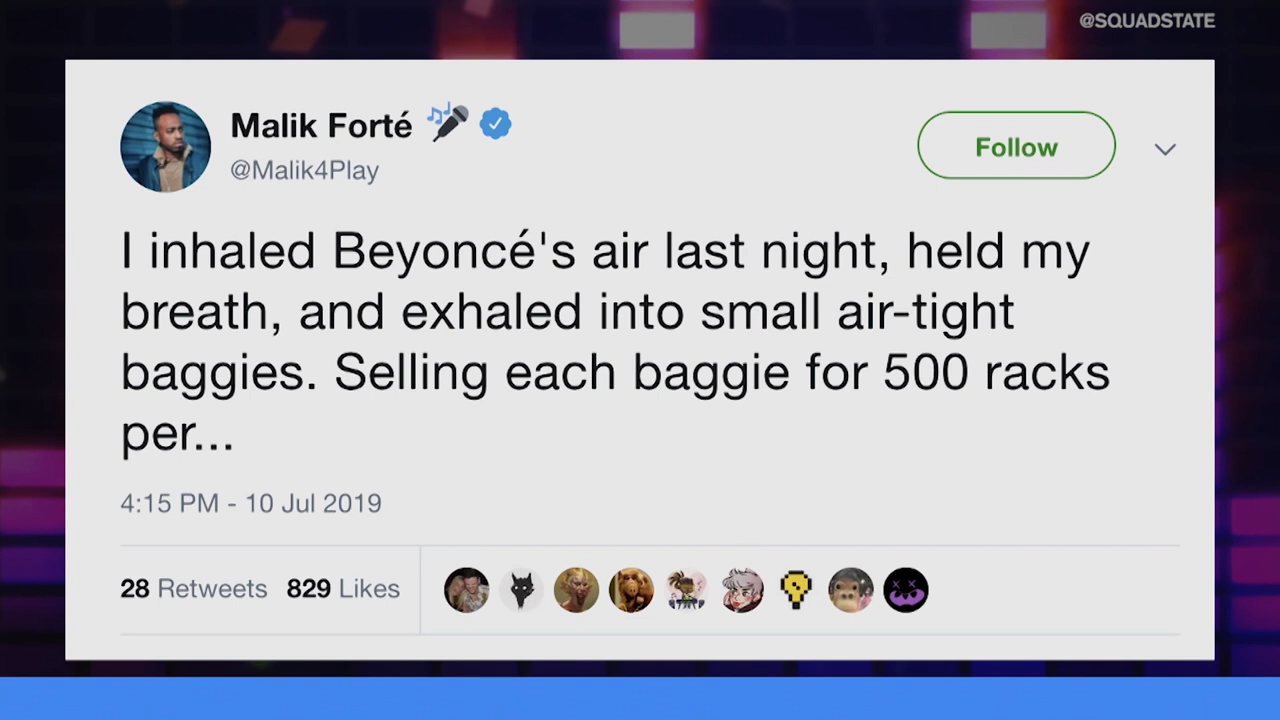 @SQUADSTATE
Malik Forté
@Malik4Play
Follow
I inhaled Beyoncé's air last night, held my
breath, and exhaled into small air-tight
baggies. Selling each baggie for 500 racks
per...
4:15 PM - 10 Jul 2019
28 Retweets 829 Likes